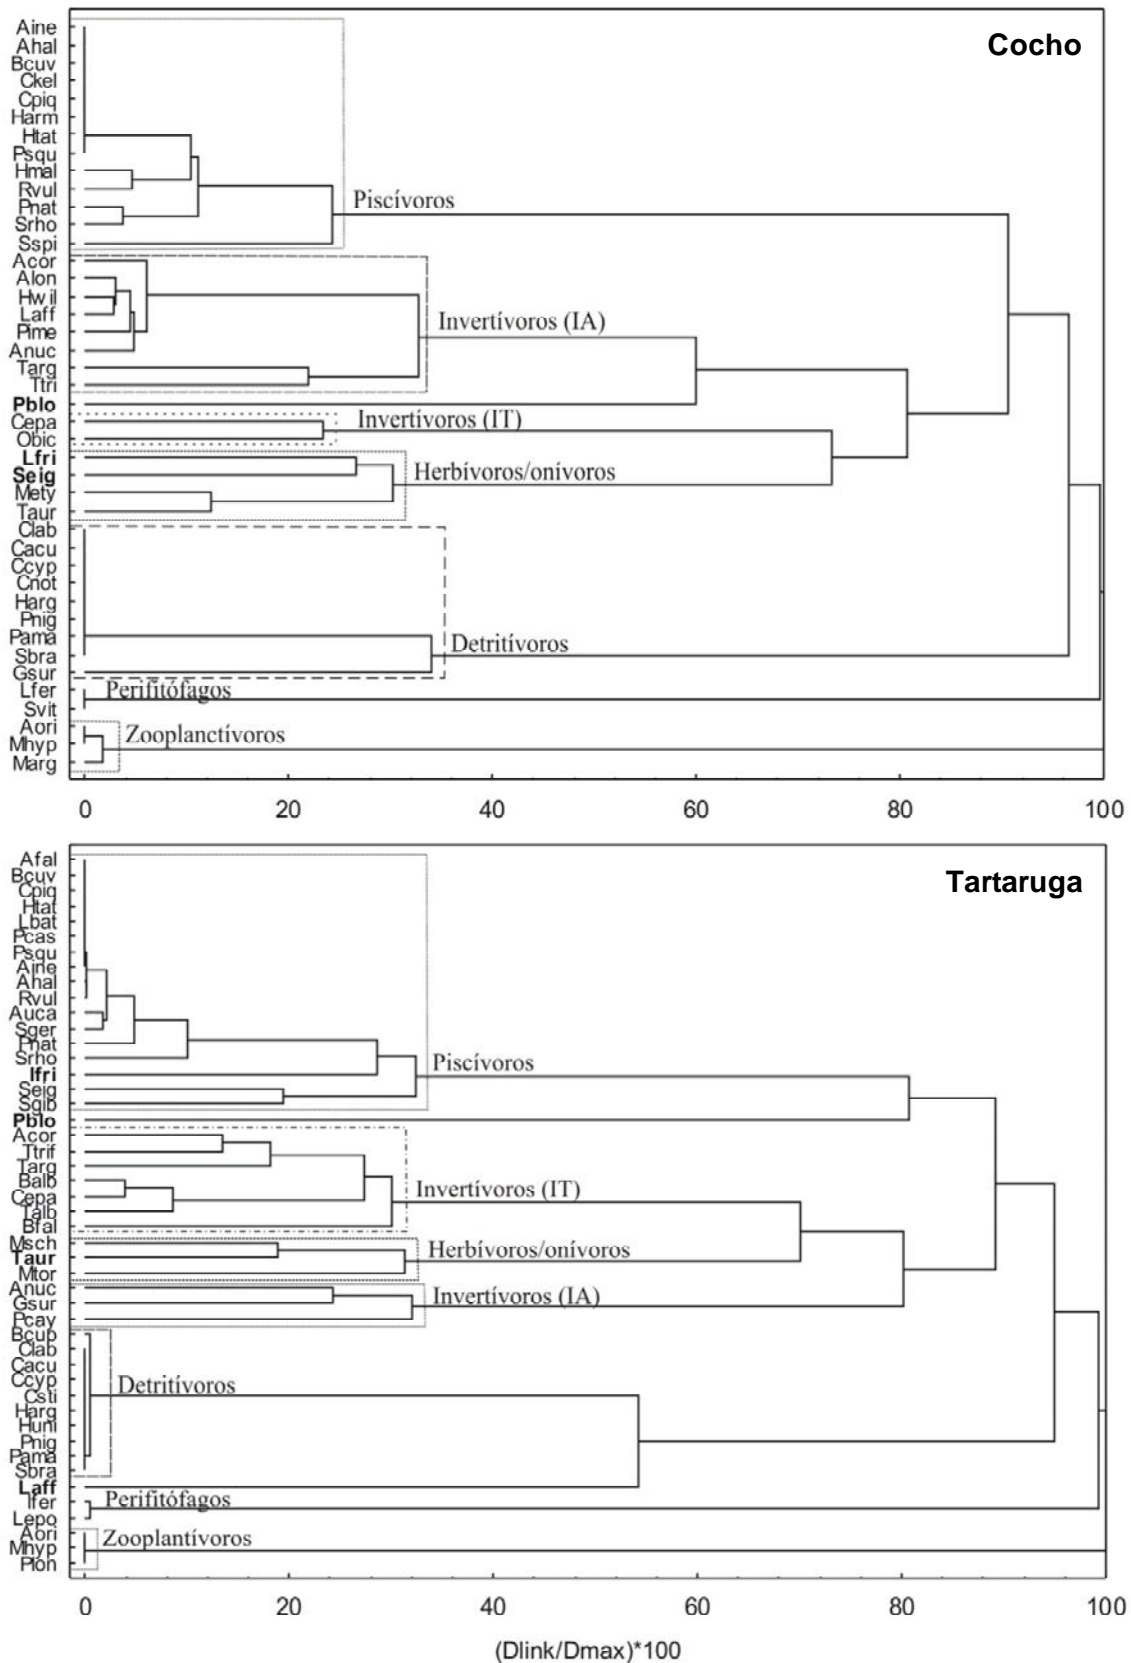 Cocho
Aine
Ahal
Bcuv
Ckel
Cpiq
Harm
Htat
Psqu
Hmal
Rvul
Pnat
Srho
Sspi
Piscívoros
Acor
Alon
Hwil
Laff
Pime
Anuc
Targ
Ttri
Invertívoros (IA)
Pblo
Cepa
Obic
Invertívoros (IT)
Lfri
Seig
Mety
Taur
Herbívoros/onívoros
Clab
Cacu
Ccyp
Cnot
Harg
Pnig
Pama
Sbra
Gsur
Detritívoros
Lfer
Svit
Perifitófagos
Aori
Mhyp
Marg
Zooplanctívoros
0 20 40 60 80 100
Tartaruga
Afal
Bcuv
Cpiq
Htat
Lbat
Pcas
Psqu
Aine
Ahal
Rvul
Auca
Sger
Pnat
Srho
lfri
Seig
Sgib
Piscívoros
Pblo
Acor
Ttrif
Targ
Balb
Cepa
Talb
Bfal
Invertívoros (IT)
Msch
Taur
Mtor
Herbívoros/onívoros
Anuc
Gsur
Pcay
Invertívoros (IA)
Bcup
Clab
Cacu
Ccyp
Csti
Harg
Huni
Pnig
Pama
Sbra
Detritívoros
Laff
lfer
Lepo
Perifitófagos
Aori
Mhyp
Plon
Zooplantívoros
0 20 40 60 80 100
(Dlink/Dmax)*100